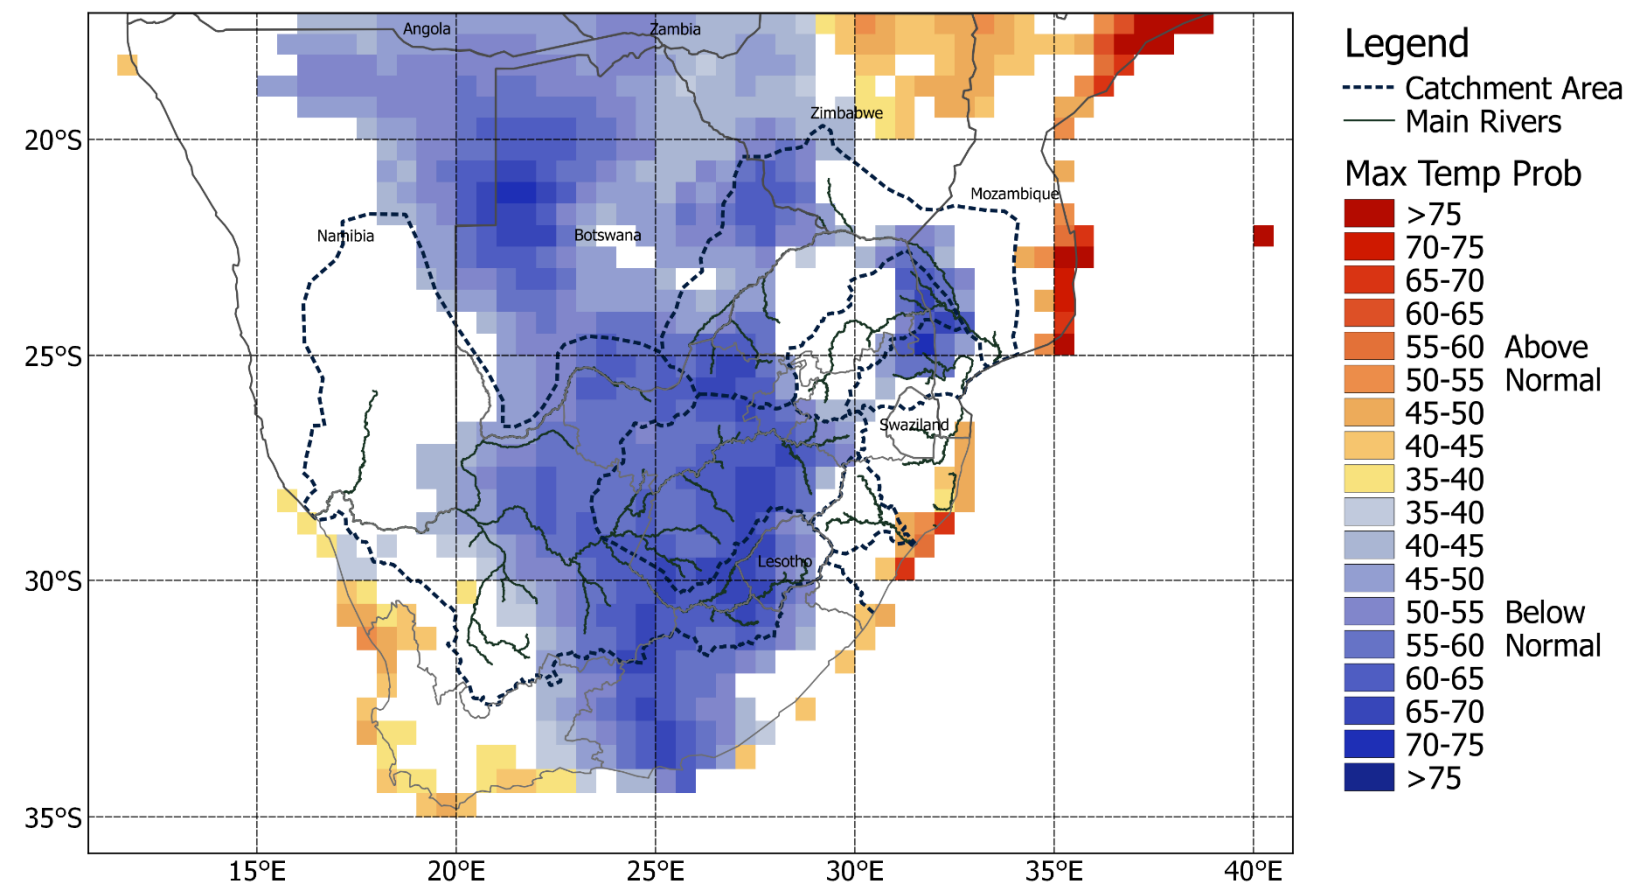 Angola
Zambia
Zimbabwe
Mozambique
Namibia
Botswana
Swaziland
Lesotho
20°S
25°S
30°S
35°S
15°E
20°E
25°E
30°E
35°E
40°E
Legend
Catchment Area
Main Rivers
Max Temp Prob
>75
70-75
65-70
60-65
55-60 Above
50-55 Normal
45-50
40-45
35-40
35-40
40-45
45-50
50-55 Below
55-60 Normal
60-65
65-70
70-75
>75